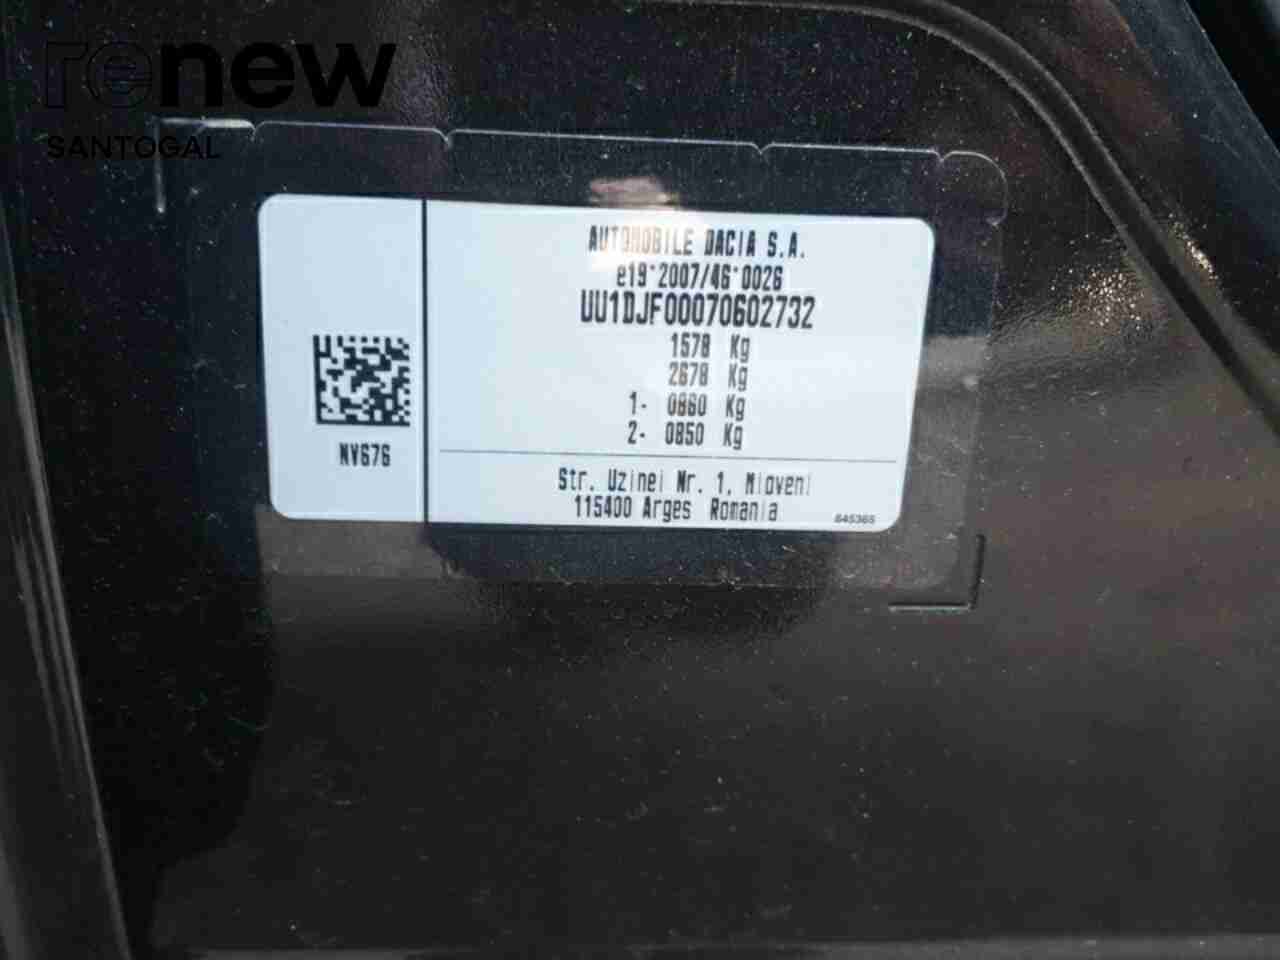 renew
SANTOGAL
AUTOMOBILE DACIA S.A.
e19*2007/46*0026
UU1DJF00070602732
1578 Kg
2678 Kg
1- 0860 Kg
2- 0850 Kg
NV676
Str. Uzinei Nr. 1, Mioveni
115400 Arges Romania
645365